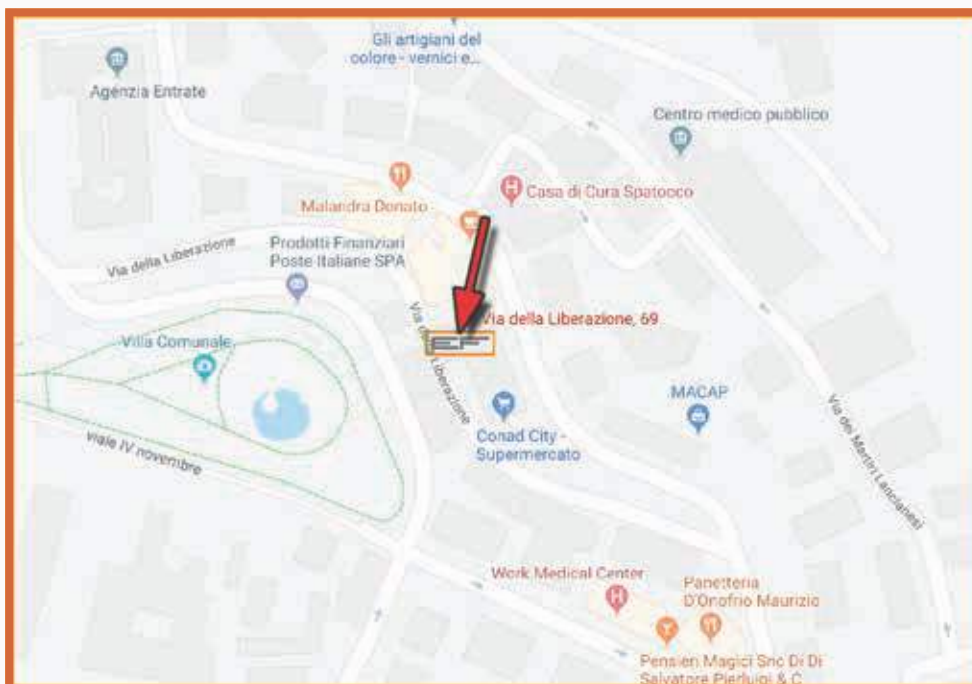 Gli artigiani del
colore - vernici e...
Agenzia Entrate
Centro medico pubblico
Casa di Cura Spatocco
Malandra Donato
Via della Liberazione
Prodotti Finanziari
Poste Italiane SPA
Via della Liberazione, 69
Via della Liberazione
Villa Comunale
MACAP
Conad City -
Supermercato
viale IV novembre
Via dei Martiri Lancianesi
Work Medical Center
Panetteria
D'Onofrio Maurizio
Pensieri Magici Snc Di Di
Salvatore Pierluigi & C